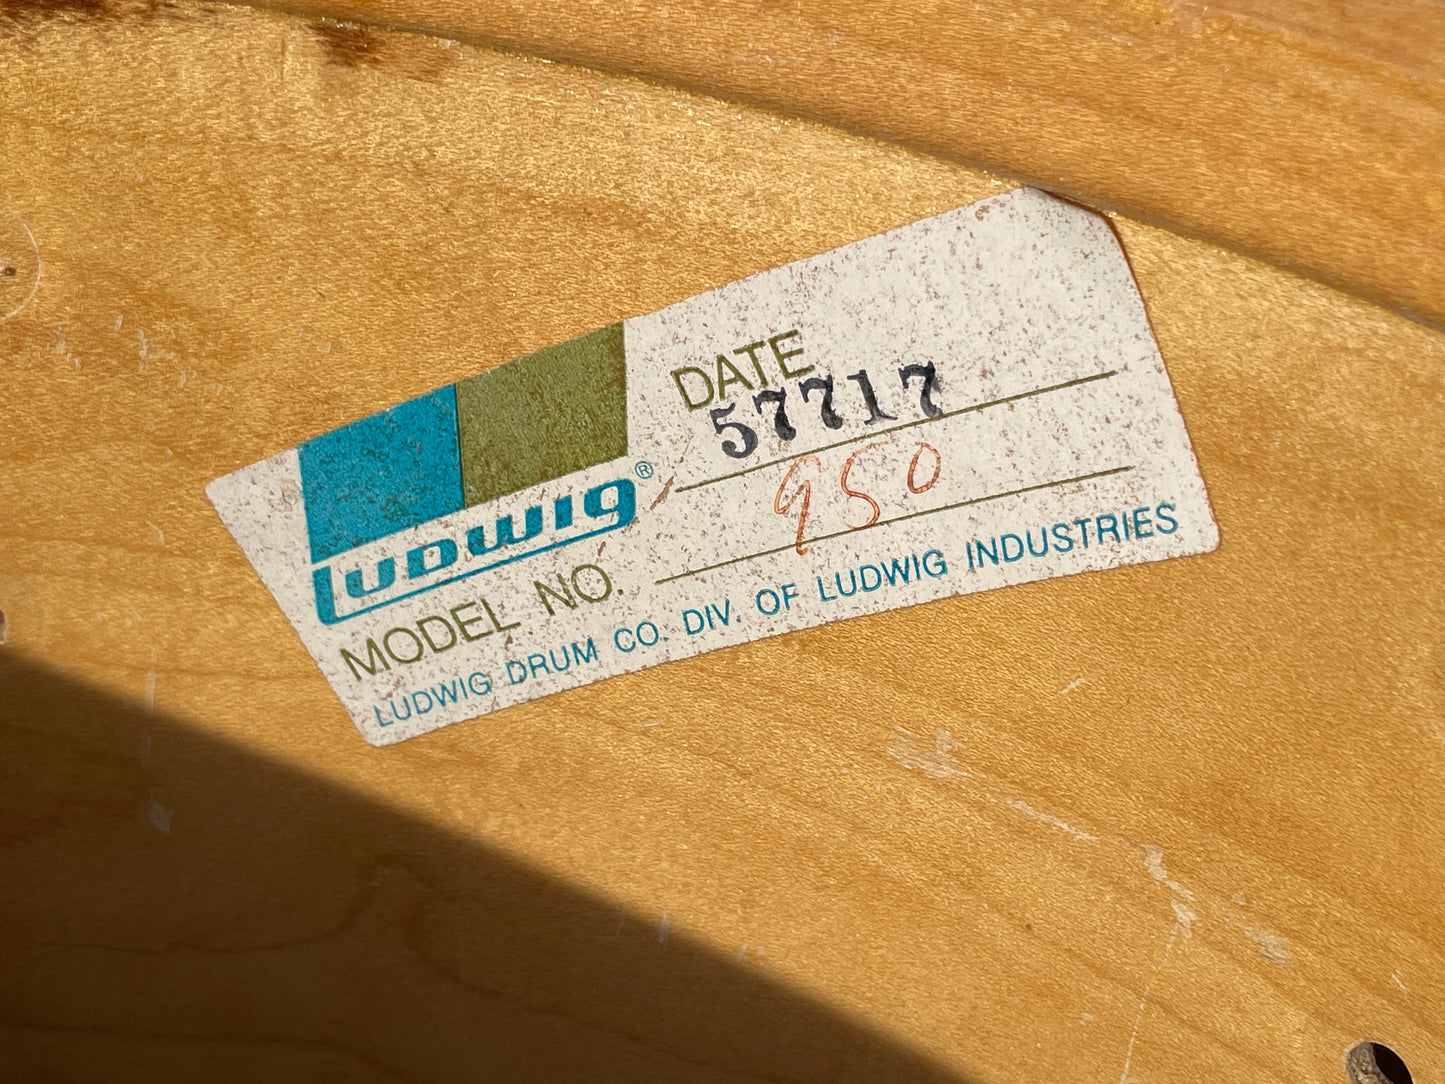 DATE
57717
LUDWIG®
950
MODEL NO.
LUDWIG DRUM CO. DIV. OF LUDWIG INDUSTRIES